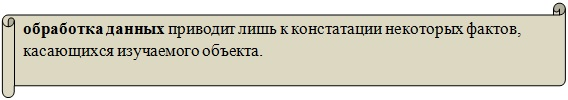 обработка данных приводит лишь к констатации некоторых фактов,
касающихся изучаемого объекта.